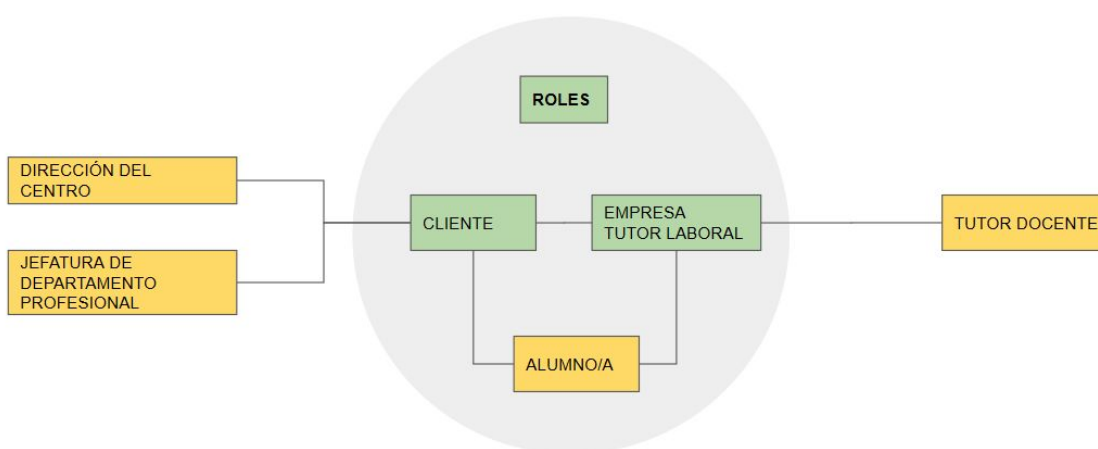 ROLES
DIRECCIÓN DEL
CENTRO
CLIENTE
EMPRESA
TUTOR LABORAL
TUTOR DOCENTE
JEFATURA DE
DEPARTAMENTO
PROFESIONAL
ALUMNO/A